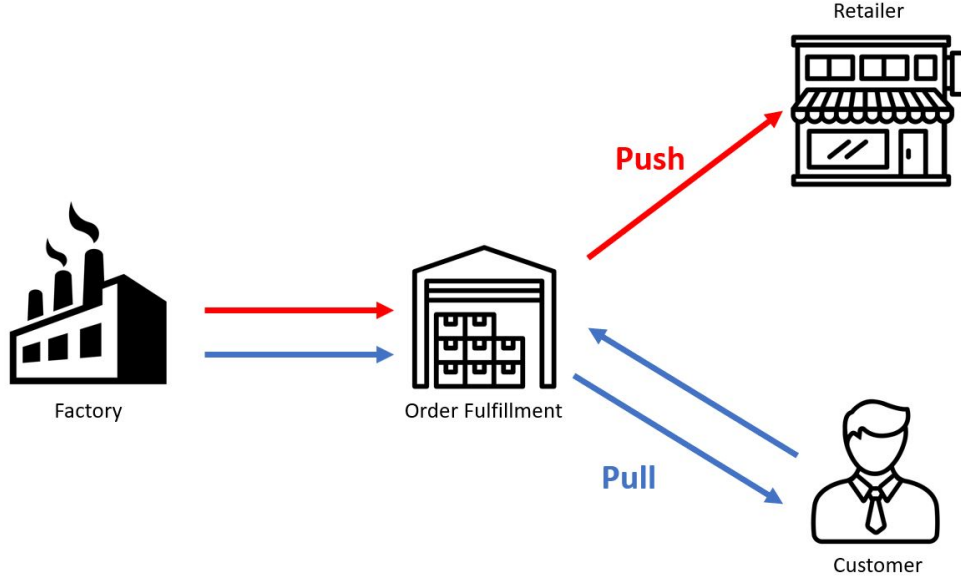 Retailer
Push
Factory
Order Fulfillment
Pull
Customer